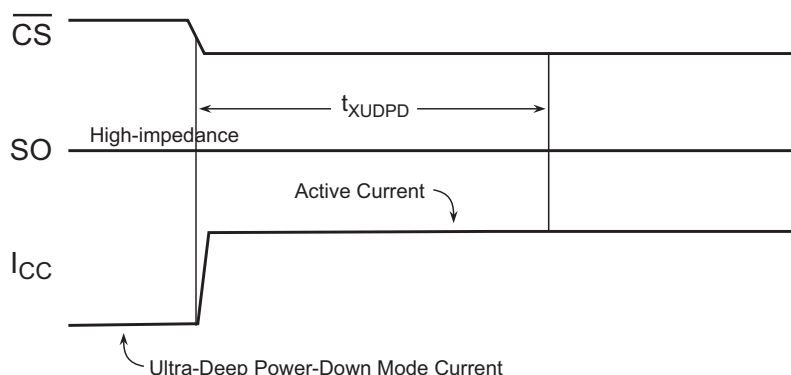 CS
tXUDPD
High-impedance
SO
Active Current
ICC
Ultra-Deep Power-Down Mode Current